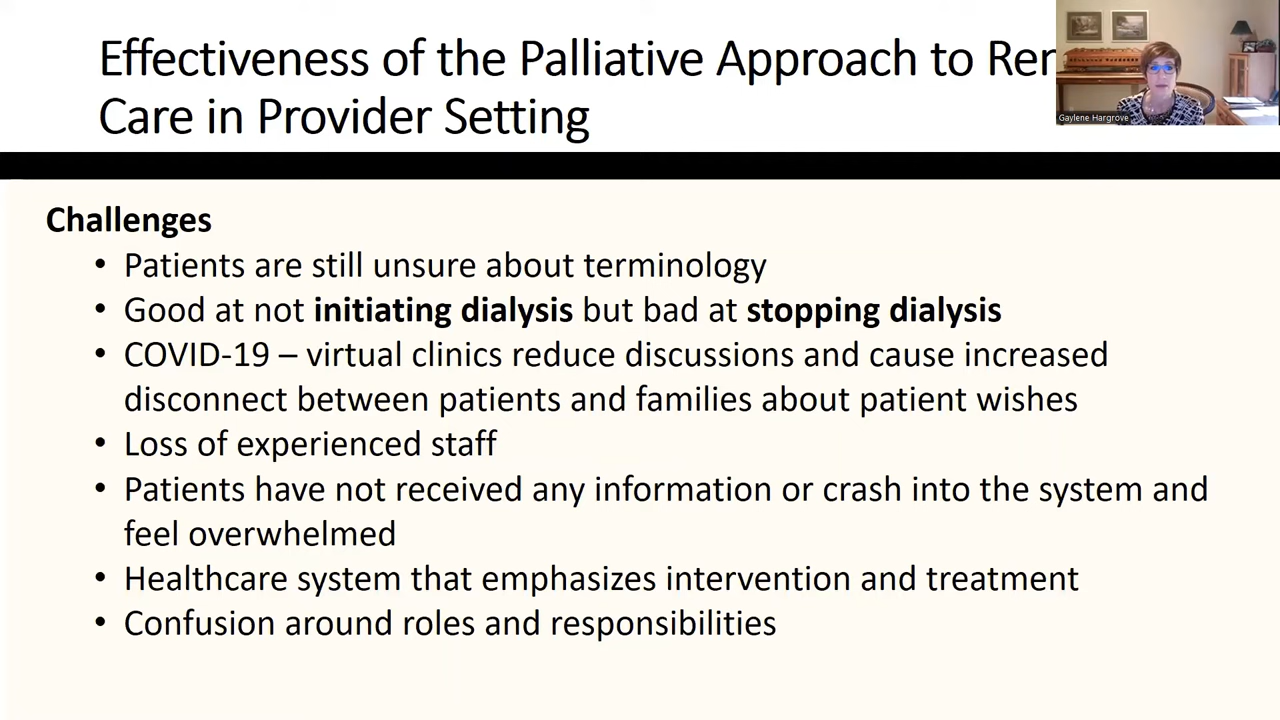 Effectiveness of the Palliative Approach to
Care in Provider Setting
Gaylene Hargrove
Challenges
• Patients are still unsure about terminology
• Good at not initiating dialysis but bad at stopping dialysis
• COVID-19 – virtual clinics reduce discussions and cause increased
disconnect between patients and families about patient wishes
• Loss of experienced staff
• Patients have not received any information or crash into the system and
feel overwhelmed
• Healthcare system that emphasizes intervention and treatment
• Confusion around roles and responsibilities